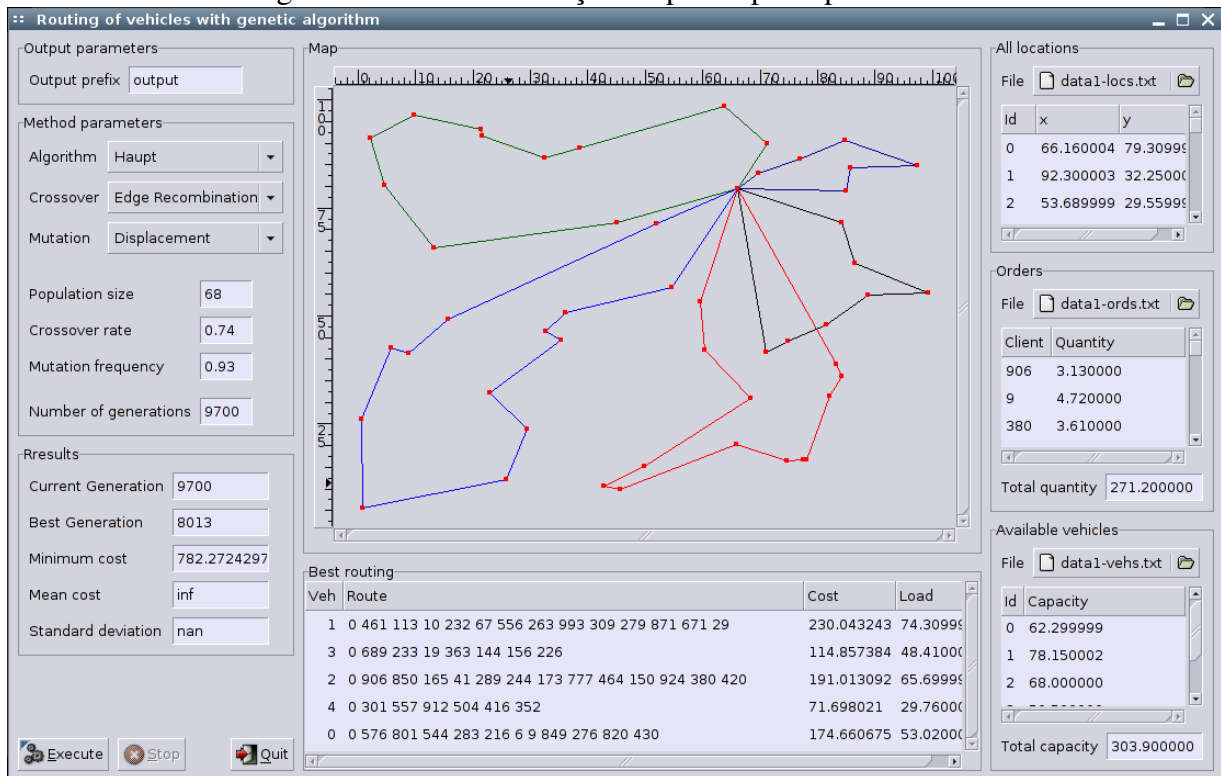 Routing of vehicles with genetic algorithm
Output parameters
Output prefix output
Method parameters
Algorithm Haupt
Crossover Edge Recombination
Mutation Displacement
Population size 68
Crossover rate 0.74
Mutation frequency 0.93
Number of generations 9700
Rresults
Current Generation 9700
Best Generation 8013
Minimum cost 782.2724297
Mean cost inf
Standard deviation nan
Execute Stop Quit
Map
0 10 20 30 40 50 60 70 80 90 100
100
75
50
25
Best routing
Veh Route Cost Load
1 0 461 113 10 232 67 556 263 993 309 279 871 671 29 230.043243 74.30999
3 0 689 233 19 363 144 156 226 114.857384 48.41000
2 0 906 850 165 41 289 244 173 777 464 150 924 380 420 191.013092 65.69999
4 0 301 557 912 504 416 352 71.698021 29.76000
0 0 576 801 544 283 216 6 9 849 276 820 430 174.660675 53.02000
All locations
File data1-locs.txt
Id x y
0 66.160004 79.30999
1 92.300003 32.25000
2 53.689999 29.55999
Orders
File data1-ords.txt
Client Quantity
906 3.130000
9 4.720000
380 3.610000
Total quantity 271.200000
Available vehicles
File data1-vehs.txt
Id Capacity
0 62.299999
1 78.150002
2 68.000000
Total capacity 303.900000